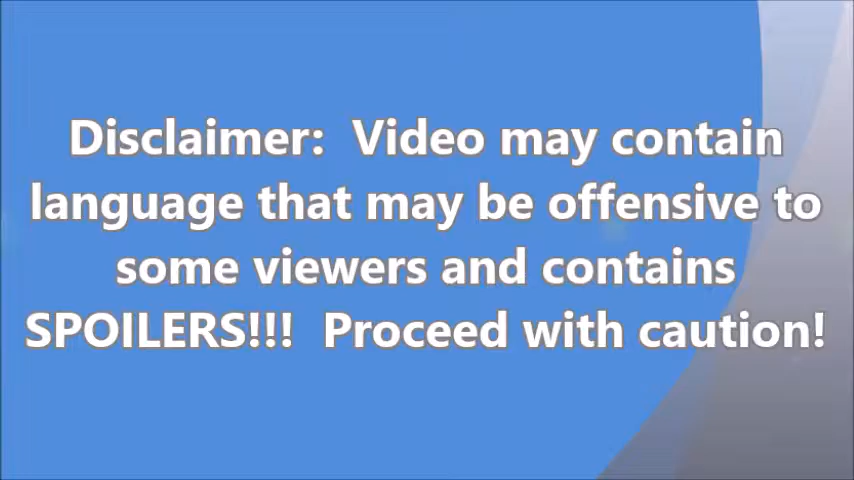 Disclaimer:  Video may contain
language that may be offensive to
some viewers and contains
SPOILERS!!!  Proceed with caution!